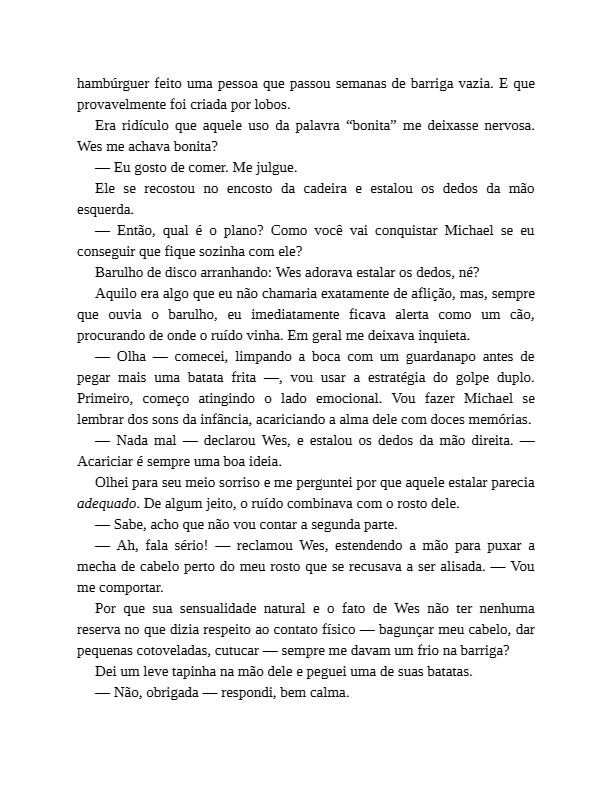 hambúrguer feito uma pessoa que passou semanas de barriga vazia. E que
provavelmente foi criada por lobos.
Era ridículo que aquele uso da palavra “bonita” me deixasse nervosa.
Wes me achava bonita?
— Eu gosto de comer. Me julgue.
Ele se recostou no encosto da cadeira e estalou os dedos da mão
esquerda.
— Então, qual é o plano? Como você vai conquistar Michael se eu
conseguir que fique sozinha com ele?
Barulho de disco arranhando: Wes adorava estalar os dedos, né?
Aquilo era algo que eu não chamaria exatamente de aflição, mas, sempre
que ouvia o barulho, eu imediatamente ficava alerta como um cão,
procurando de onde o ruído vinha. Em geral me deixava inquieta.
— Olha — comecei, limpando a boca com um guardanapo antes de
pegar mais uma batata frita —, vou usar a estratégia do golpe duplo.
Primeiro, começo atingindo o lado emocional. Vou fazer Michael se
lembrar dos sons da infância, acariciando a alma dele com doces memórias.
— Nada mal — declarou Wes, e estalou os dedos da mão direita. —
Acariciar é sempre uma boa ideia.
Olhei para seu meio sorriso e me perguntei por que aquele estalar parecia
adequado. De algum jeito, o ruído combinava com o rosto dele.
— Sabe, acho que não vou contar a segunda parte.
— Ah, fala sério! — reclamou Wes, estendendo a mão para puxar a
mecha de cabelo perto do meu rosto que se recusava a ser alisada. — Vou
me comportar.
Por que sua sensualidade natural e o fato de Wes não ter nenhuma
reserva no que dizia respeito ao contato físico — bagunçar meu cabelo, dar
pequenas cotoveladas, cutucar — sempre me davam um frio na barriga?
Dei um leve tapinha na mão dele e peguei uma de suas batatas.
— Não, obrigada — respondi, bem calma.